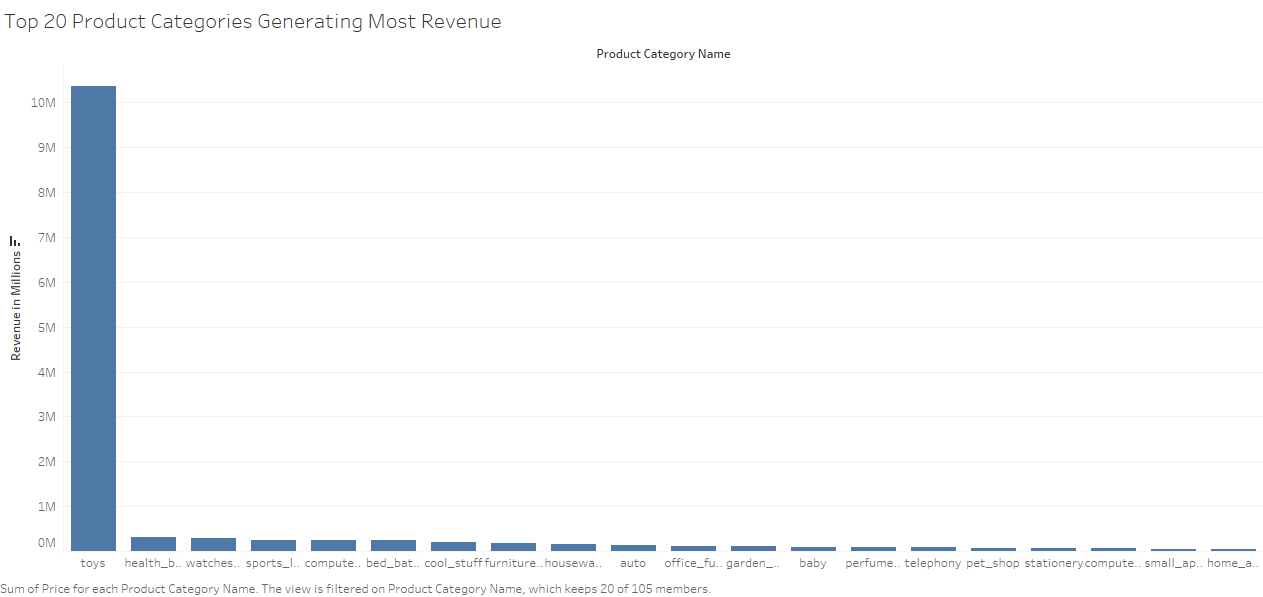 Top 20 Product Categories Generating Most Revenue
Product Category Name
Revenue in Millions
10M
9M
8M
7M
6M
5M
4M
3M
2M
1M
0M
toys health_b.. watches.. sports_l.. compute.. bed_bat.. cool_stuff furniture.. housewa.. auto office_fu.. garden_.. baby perfume.. telephony pet_shop stationery compute.. small_ap.. home_a..
Sum of Price for each Product Category Name. The view is filtered on Product Category Name, which keeps 20 of 105 members.